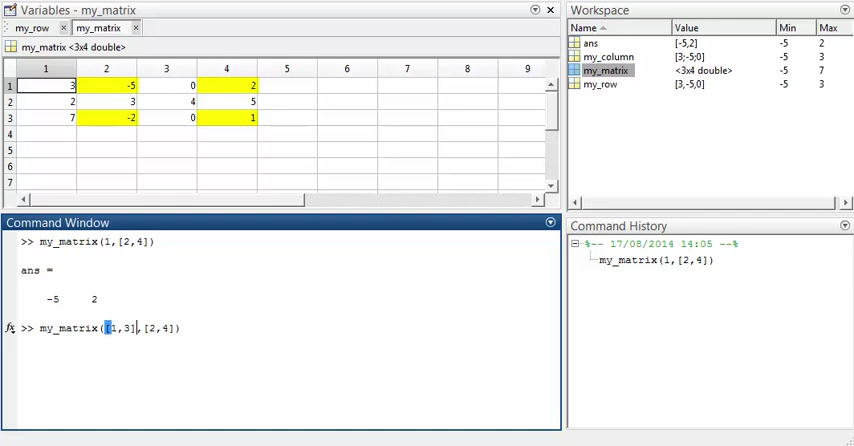 Variables - my_matrix
my_row × my_matrix ×
my_matrix <3x4 double>
1 2 3 4 5 6 7 8 9
1 3 -5 0 2
2 2 3 4 5
3 7 -2 0 1
4
5
6
7
Workspace
Name Value Min Max
ans [-5,2] -5 2
my_column [3;-5;0] -5 3
my_matrix <3x4 double> -5 7
my_row [3,-5,0] -5 3
Command Window
>> my_matrix(1,[2,4])
ans =
-5 2
fx >> my_matrix([1,3],[2,4])
Command History
%-- 17/08/2014 14:05 --%
my_matrix(1,[2,4])